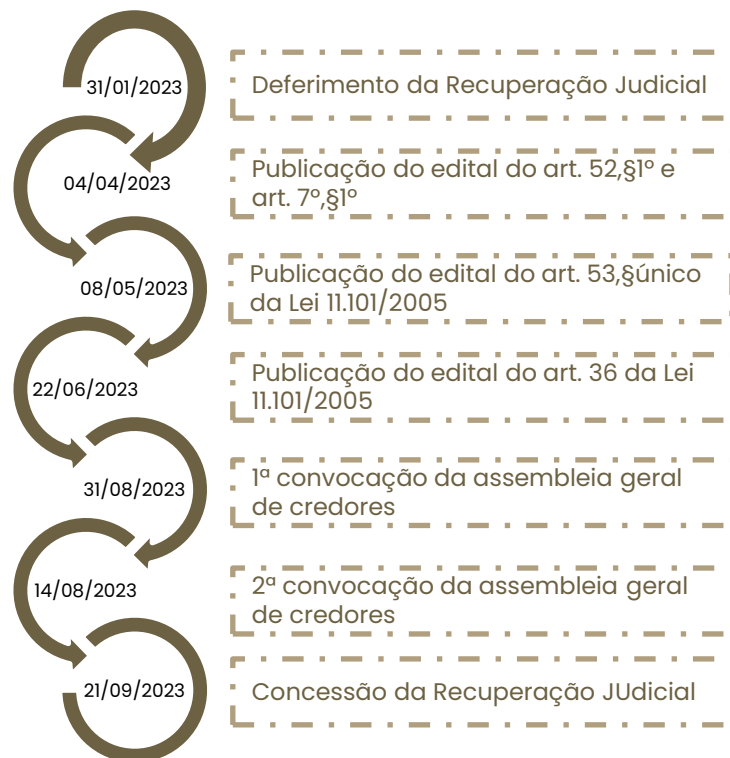 31/01/2023
Deferimento da Recuperação Judicial
04/04/2023
Publicação do edital do art. 52,§1º e
art. 7º,§1º
08/05/2023
Publicação do edital do art. 53,§único
da Lei 11.101/2005
22/06/2023
Publicação do edital do art. 36 da Lei
11.101/2005
31/08/2023
1ª convocação da assembleia geral
de credores
14/08/2023
2ª convocação da assembleia geral
de credores
21/09/2023
Concessão da Recuperação JUdicial